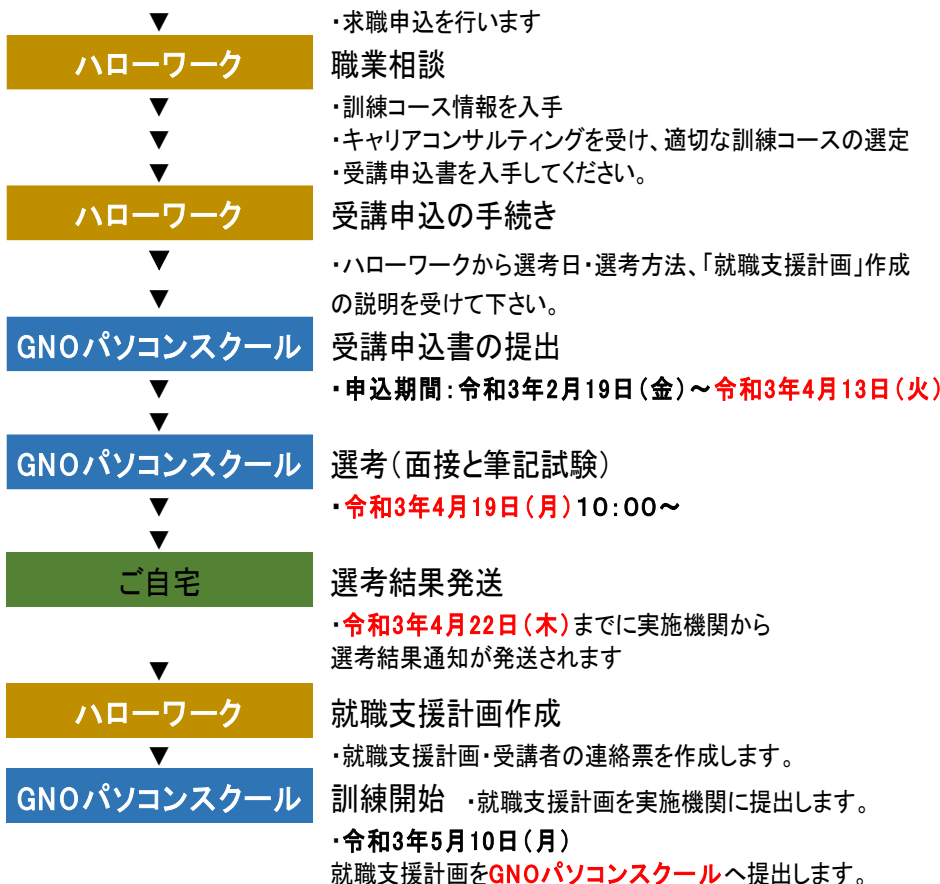 ▼ ・求職申込を行います
ハローワーク 職業相談
▼ ・訓練コース情報を入手
▼ ・キャリアコンサルティングを受け、適切な訓練コースの選定
▼ ・受講申込書を入手してください。
ハローワーク 受講申込の手続き
▼ ・ハローワークから選考日・選考方法、「就職支援計画」作成
▼ の説明を受けて下さい。
GNOパソコンスクール 受講申込書の提出
▼ ・申込期間:令和3年2月19日(金)~令和3年4月13日(火)
▼
GNOパソコンスクール 選考(面接と筆記試験)
▼ ・令和3年4月19日(月)10:00~
▼
ご自宅 選考結果発送
・令和3年4月22日(木)までに実施機関から
選考結果通知が発送されます
▼
ハローワーク 就職支援計画作成
▼ ・就職支援計画・受講者の連絡票を作成します。
GNOパソコンスクール 訓練開始 ・就職支援計画を実施機関に提出します。
・令和3年5月10日(月)
就職支援計画をGNOパソコンスクールへ提出します。